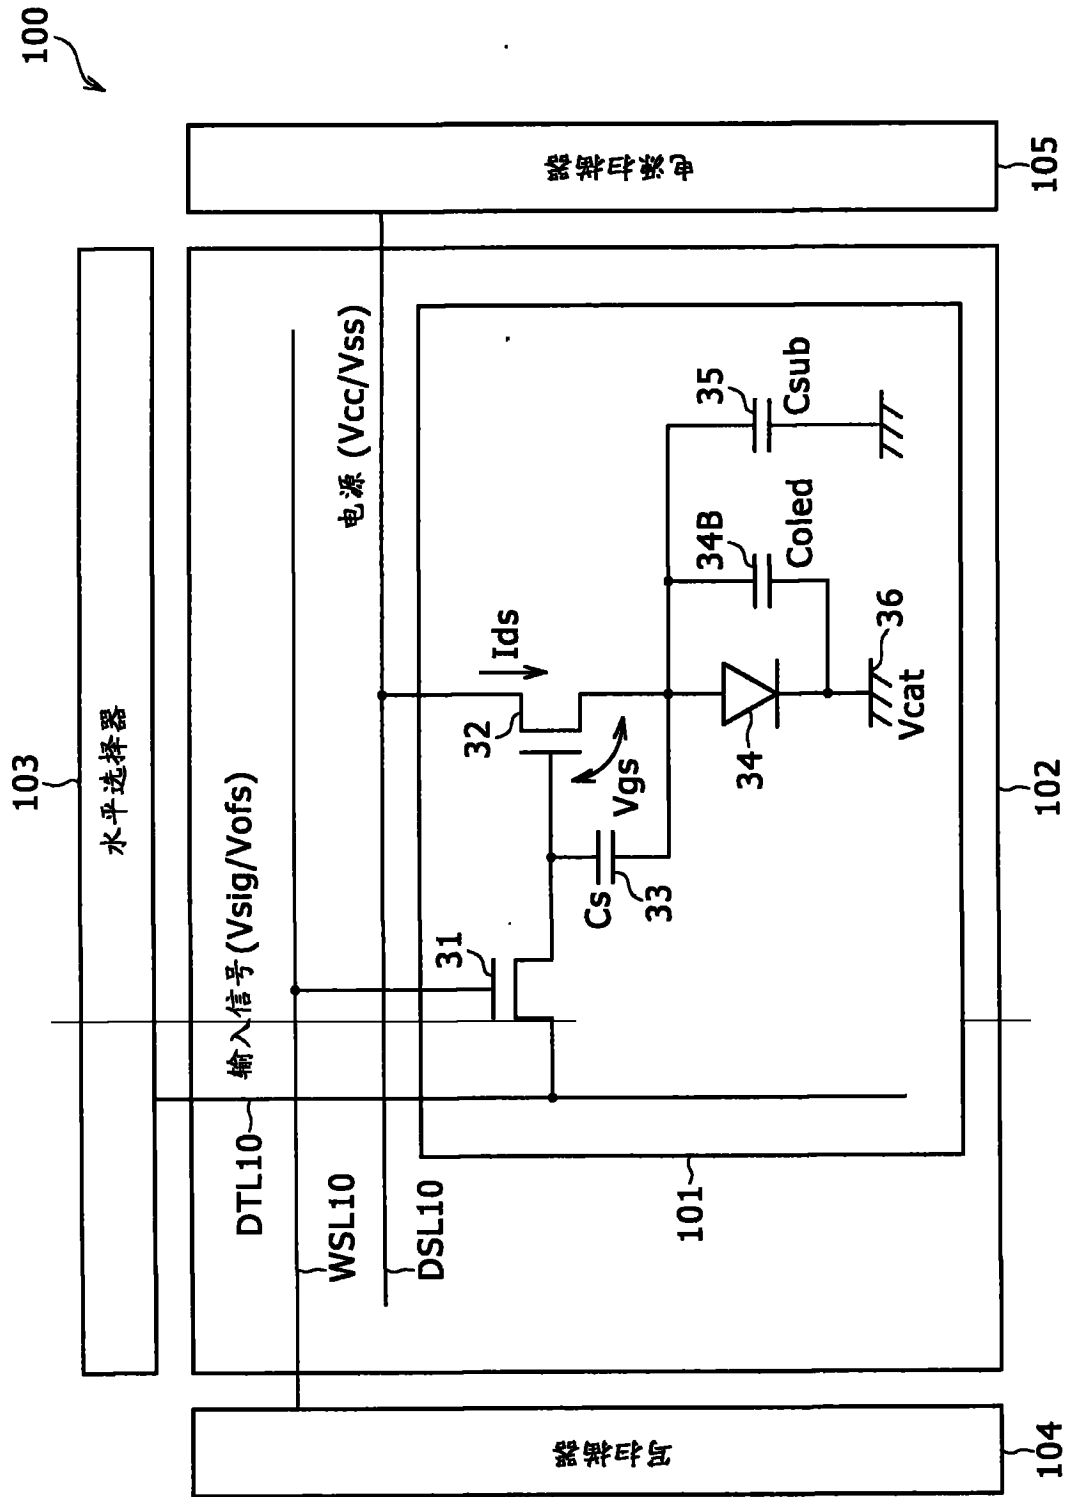 100
103
水平选择器
电源扫描器
105
输入信号(Vsig/Vofs)
电源 (Vcc/Vss)
DTL10
WSL10
DSL10
31
32
Ids
Vgs
Cs
33
34
34B
Coled
35
Csub
36
Vcat
101
102
写扫描器
104